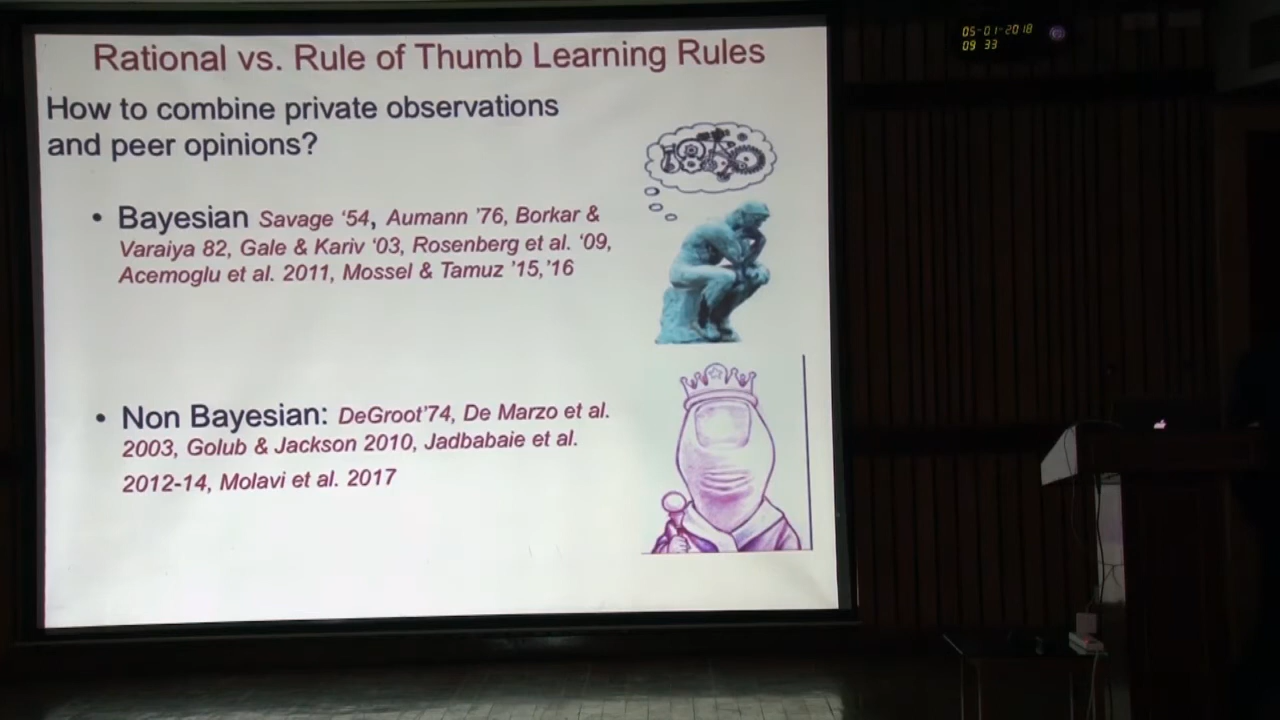 Rational vs. Rule of Thumb Learning Rules
How to combine private observations
and peer opinions?
• Bayesian Savage ‘54, Aumann ’76, Borkar &
Varaiya 82, Gale & Kariv ‘03, Rosenberg et al. ‘09,
Acemoglu et al. 2011, Mossel & Tamuz ’15,’16
• Non Bayesian: DeGroot’74, De Marzo et al.
2003, Golub & Jackson 2010, Jadbabaie et al.
2012-14, Molavi et al. 2017
05-01-2018
09 33